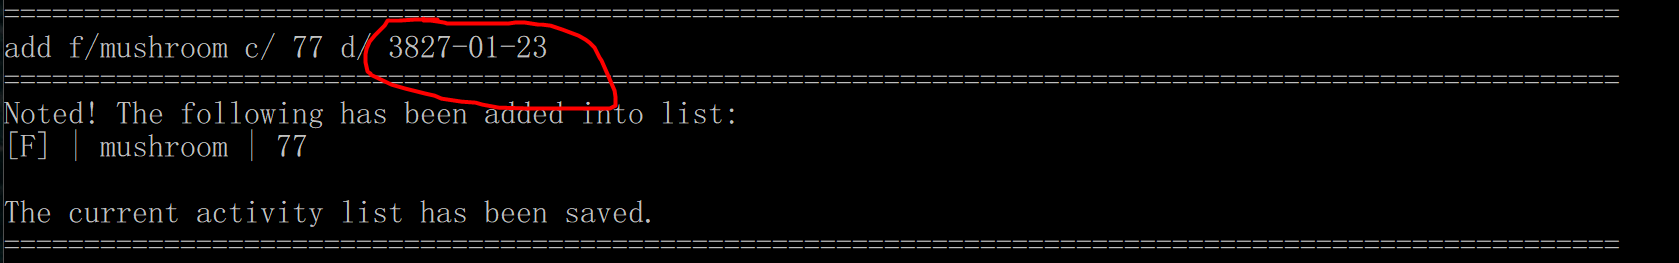 add f/mushroom c/ 77 d/ 3827-01-23
Noted! The following has been added into list:
[F] | mushroom | 77
The current activity list has been saved.